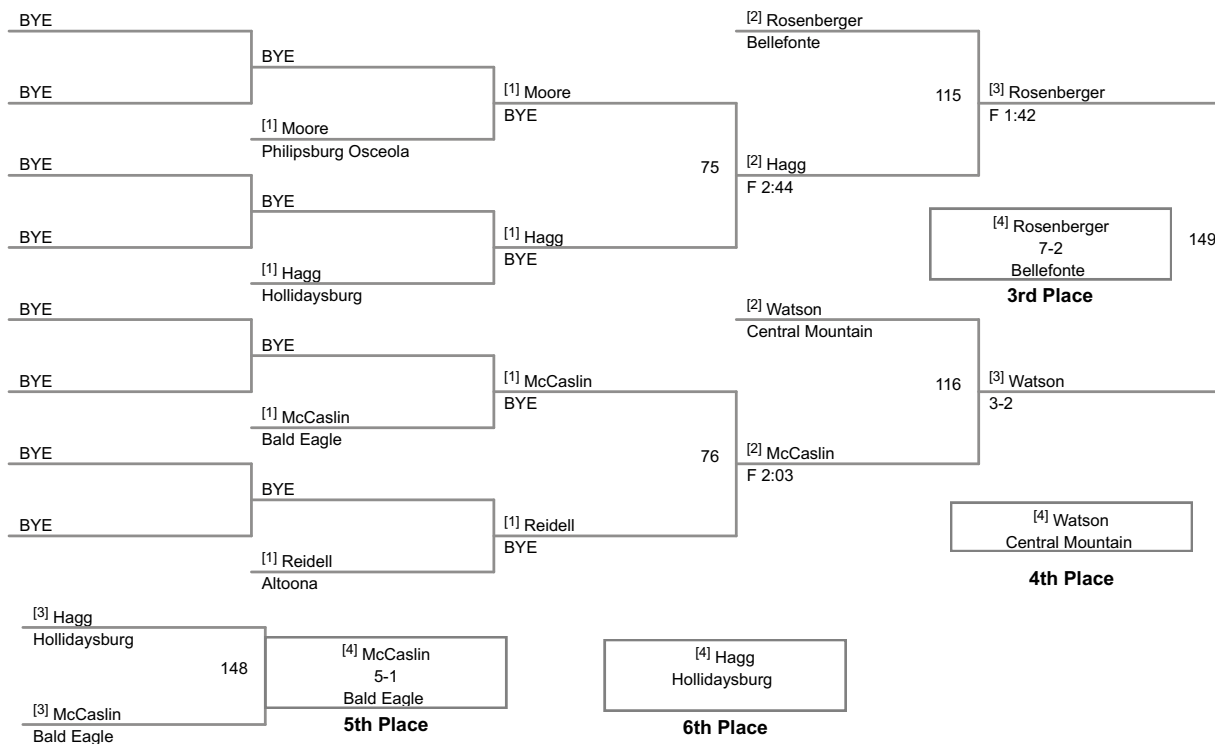 BYE
BYE
BYE
[1] Moore
Philipsburg Osceola
BYE
BYE
BYE
[1] Hagg
Hollidaysburg
BYE
BYE
BYE
[1] McCaslin
Bald Eagle
BYE
BYE
BYE
[1] Reidell
Altoona
[1] Moore
BYE
[1] Hagg
BYE
75
[1] McCaslin
BYE
[1] Reidell
BYE
76
[2] Rosenberger
Bellefonte
[2] Hagg
F 2:44
115
[2] Watson
Central Mountain
[2] McCaslin
F 2:03
116
[3] Rosenberger
F 1:42
[4] Rosenberger
7-2
Bellefonte
149
3rd Place
[3] Watson
3-2
[4] Watson
Central Mountain
4th Place
[3] Hagg
Hollidaysburg
148
[3] McCaslin
Bald Eagle
[4] McCaslin
5-1
Bald Eagle
5th Place
[4] Hagg
Hollidaysburg
6th Place